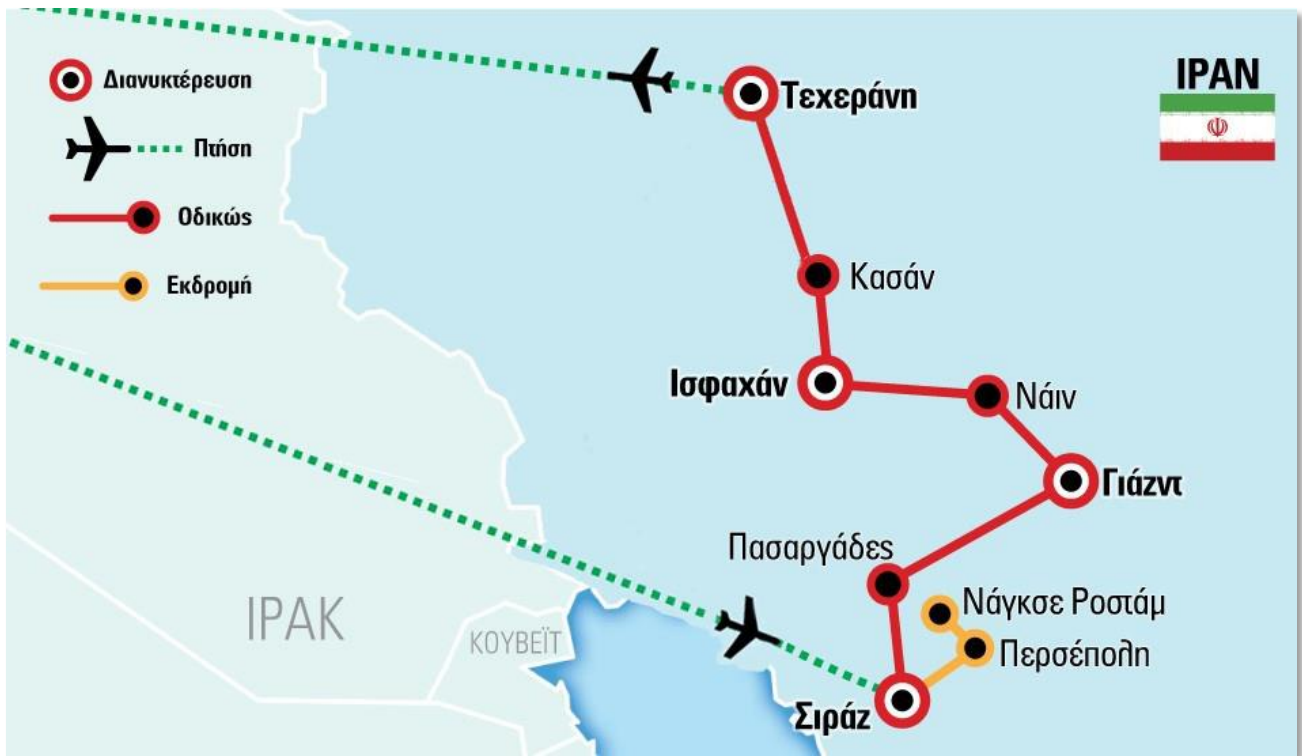 Διανυκτέρευση
Πτήση
Οδικώς
Εκδρομή
ΙΡΑΝ
Τεχεράνη
Κασάν
Ισφαχάν
Νάιν
Γιάζντ
Πασαργάδες
Νάγκσε Ροστάμ
Περσέπολη
Σιράζ
ΙΡΑΚ
ΚΟΥΒΕΪΤ